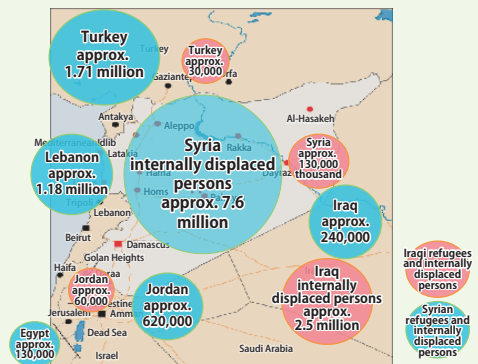 Turkey
approx.
1.71 million
Turkey
Turkey
approx.
30,000
Gaziante
rfa
Antakya
Aleppo
Al-Hasakeh
Mediterranean
Idlib
Latakia
Rakka
Syria
internally displaced
persons
approx. 7.6
million
Syria
approx.
130,000
thousand
Dayraz
Lebanon
approx.
1.18 million
Hama
Homs
Tripoli
Lebanon
Iraq
approx.
240,000
Beirut
Damascus
Golan Heights
Haifa
raa
Iraq
internally
displaced persons
approx.
2.5 million
Jordan
approx.
60,000
Jordan
approx.
620,000
estine
Jerusalem
Amma
Egypt
approx.
130,000
Dead Sea
Israel
Saudi Arabia
Iraqi refugees
and internally
displaced
persons
Syrian
refugees and
internally
displaced
persons